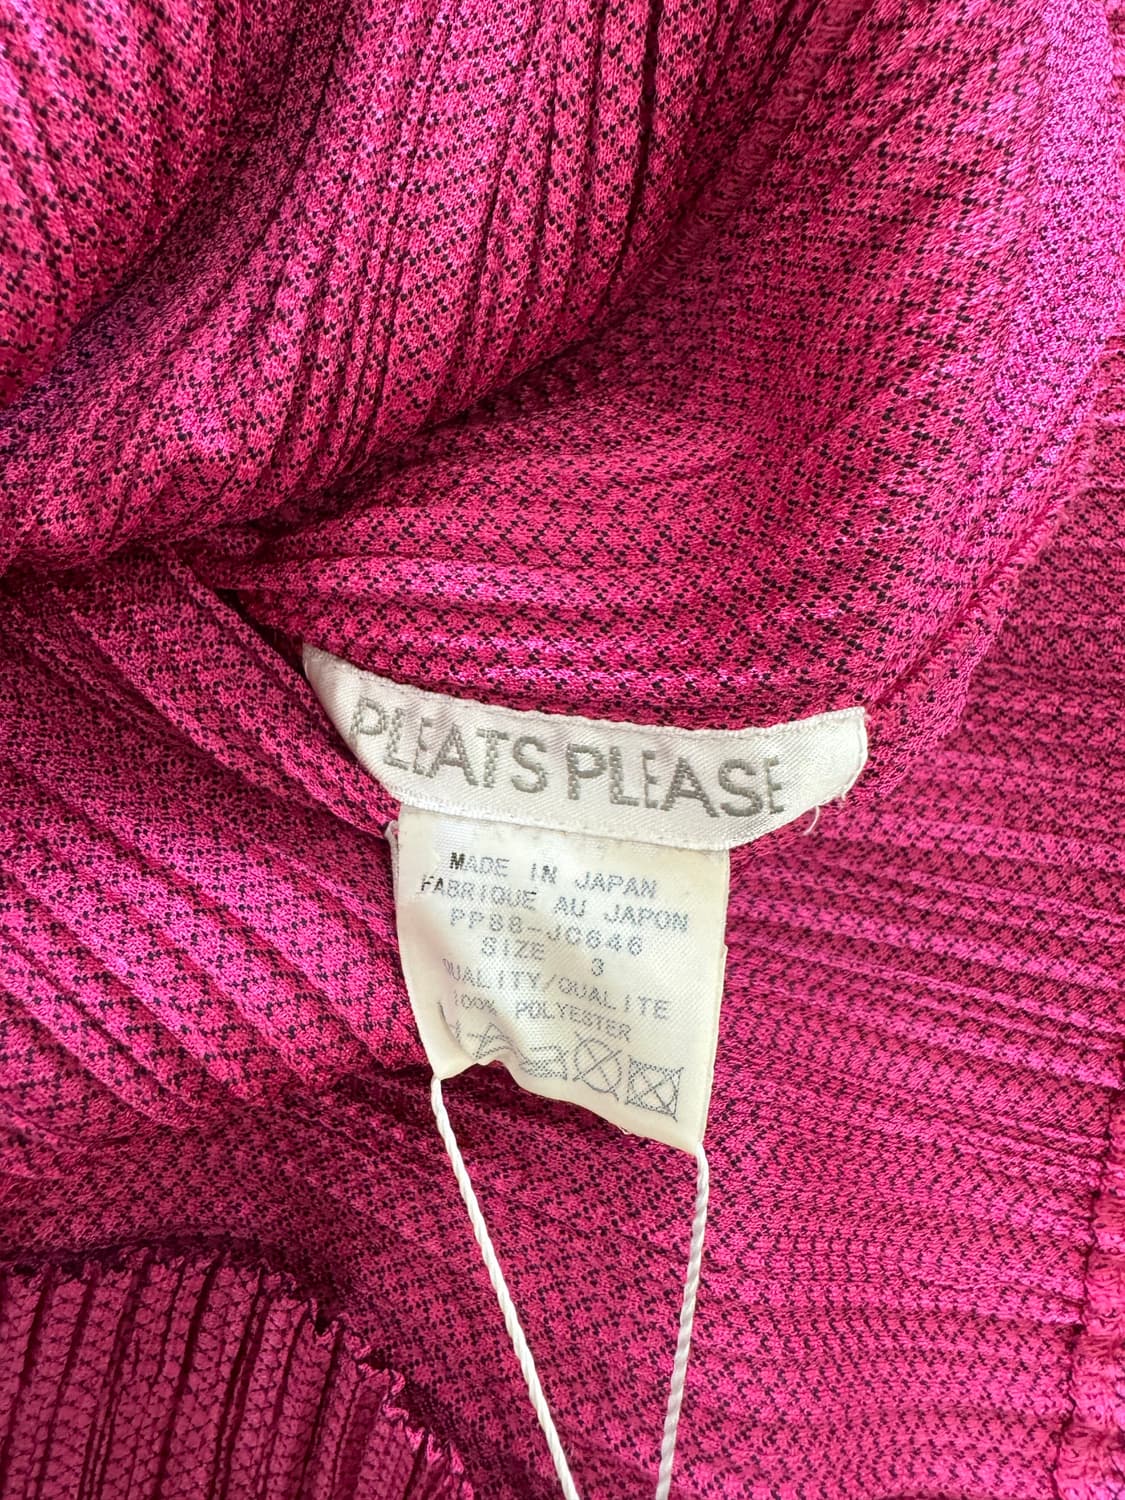 PLEATS PLEASE
MADE IN JAPAN
FABRIQUE AU JAPON
PP88-JC646
SIZE 3
QUALITY/QUALITE
100% POLYESTER